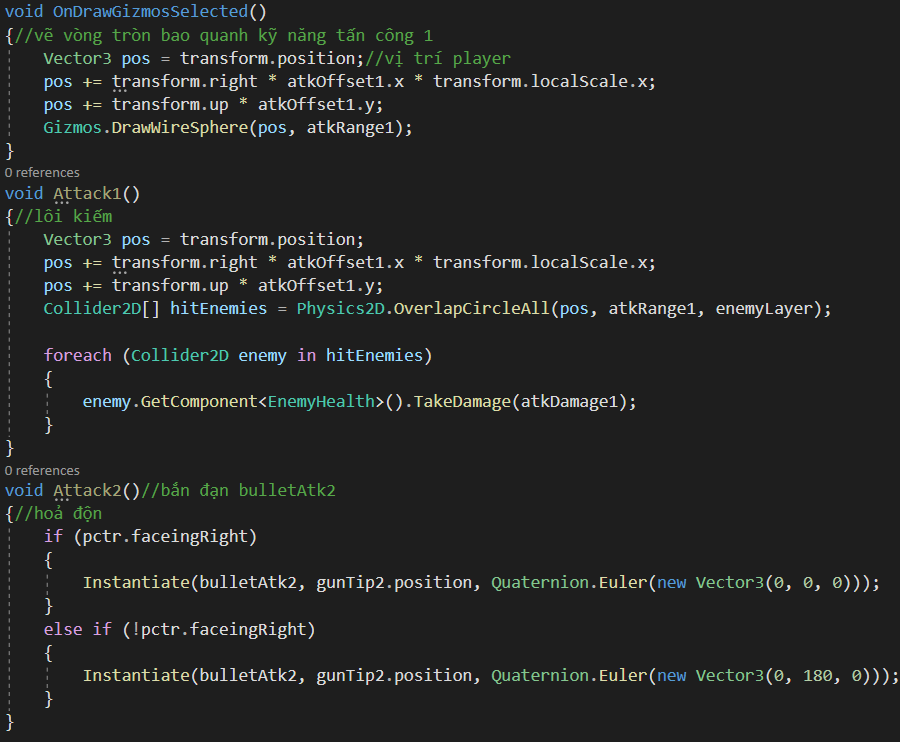 void OnDrawGizmosSelected()
{//vẽ vòng tròn bao quanh kỹ năng tấn công 1
    Vector3 pos = transform.position;//vị trí player
    pos += transform.right * atkOffset1.x * transform.localScale.x;
    pos += transform.up * atkOffset1.y;
    Gizmos.DrawWireSphere(pos, atkRange1);
}
0 references
void Attack1()
{//lôi kiếm
    Vector3 pos = transform.position;
    pos += transform.right * atkOffset1.x * transform.localScale.x;
    pos += transform.up * atkOffset1.y;
    Collider2D[] hitEnemies = Physics2D.OverlapCircleAll(pos, atkRange1, enemyLayer);

    foreach (Collider2D enemy in hitEnemies)
    {
        enemy.GetComponent<EnemyHealth>().TakeDamage(atkDamage1);
    }
}
0 references
void Attack2()//bắn đạn bulletAtk2
{//hoả độn
    if (pctr.faceingRight)
    {
        Instantiate(bulletAtk2, gunTip2.position, Quaternion.Euler(new Vector3(0, 0, 0)));
    }
    else if (!pctr.faceingRight)
    {
        Instantiate(bulletAtk2, gunTip2.position, Quaternion.Euler(new Vector3(0, 180, 0)));
    }
}